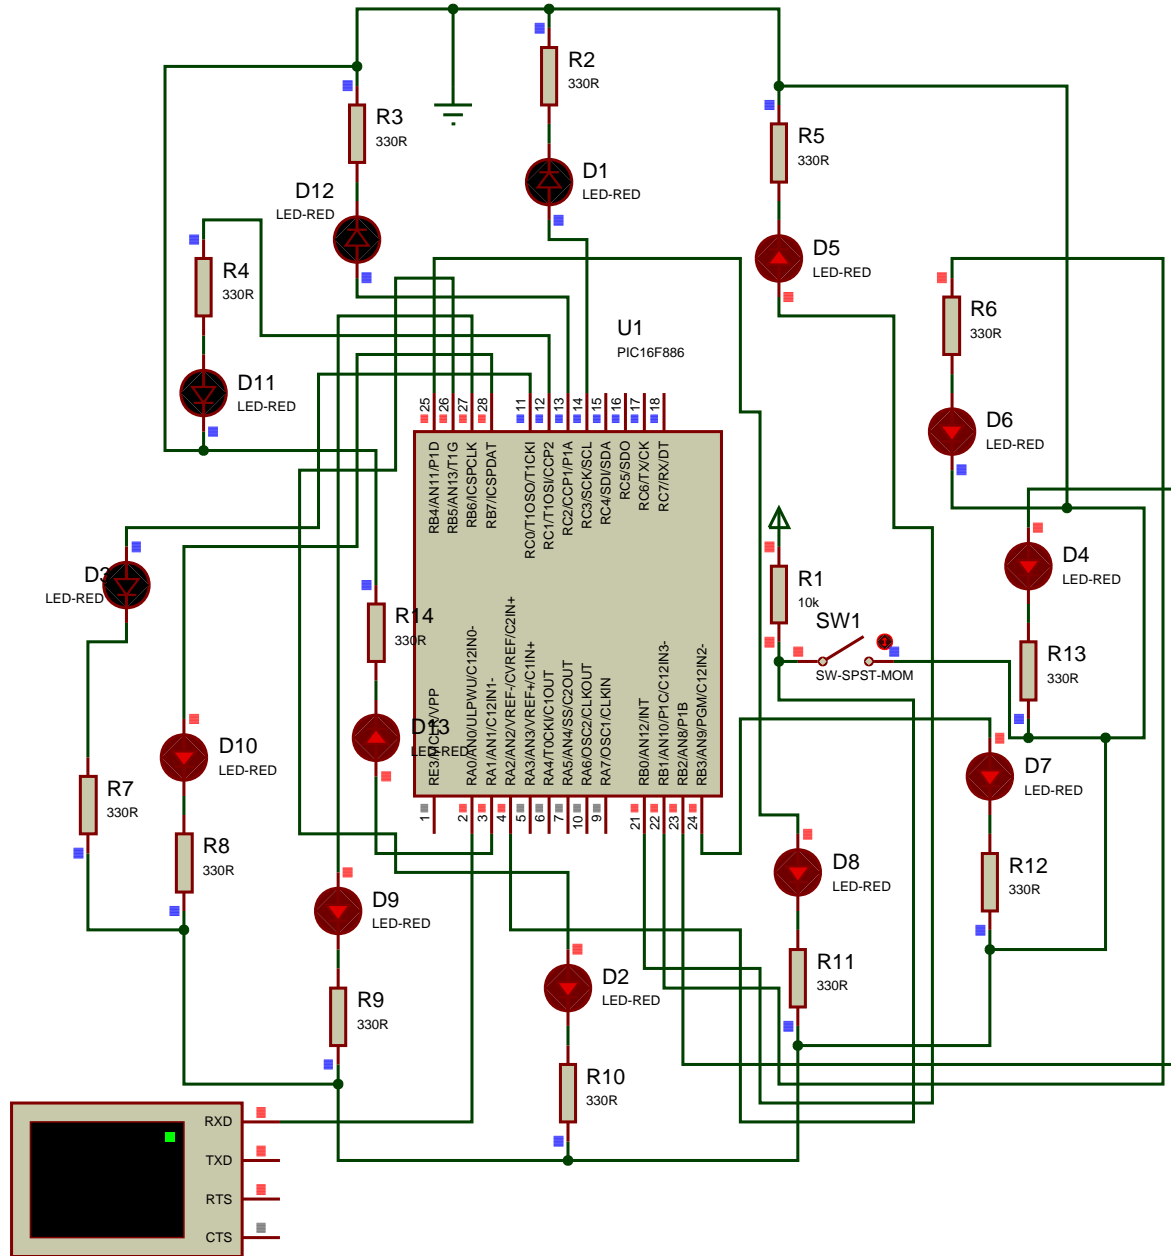 R2
330R
R3
330R
R5
330R
D1
LED-RED
D12
LED-RED
D5
LED-RED
R4
330R
R6
330R
U1
PIC16F886
D11
LED-RED
D6
LED-RED
25
26
27
28
11
12
13
14
15
16
17
18
RB4/AN11/P1D
RB5/AN13/T1G
RB6/ICSPCLK
RB7/ICSPDAT
RC0/T1OSO/T1CKI
RC1/T1OSI/CCP2
RC2/CCP1/P1A
RC3/SCK/SCL
RC4/SDI/SDA
RC5/SDO
RC6/TX/CK
RC7/RX/DT
D4
LED-RED
D3
LED-RED
R1
10k
R14
330R
SW1
SW-SPST-MOM
R13
330R
D13
LED-RED
D10
LED-RED
D7
LED-RED
RE3/MCLR/VPP
RA0/AN0/ULPWU/C12IN0-
RA1/AN1/C12IN1-
RA2/AN2/VREF-/CVREF/C2IN+
RA3/AN3/VREF+/C1IN+
RA4/T0CKI/C1OUT
RA5/AN4/SS/C2OUT
RA6/OSC2/CLKOUT
RA7/OSC1/CLKIN
RB0/AN12/INT
RB1/AN10/P1C/C12IN3-
RB2/AN8/P1B
RB3/AN9/PGM/C12IN2-
1
2
3
4
5
6
7
10
9
21
22
23
24
R7
330R
R8
330R
D8
LED-RED
R12
330R
D9
LED-RED
R11
330R
D2
LED-RED
R9
330R
R10
330R
RXD
TXD
RTS
CTS